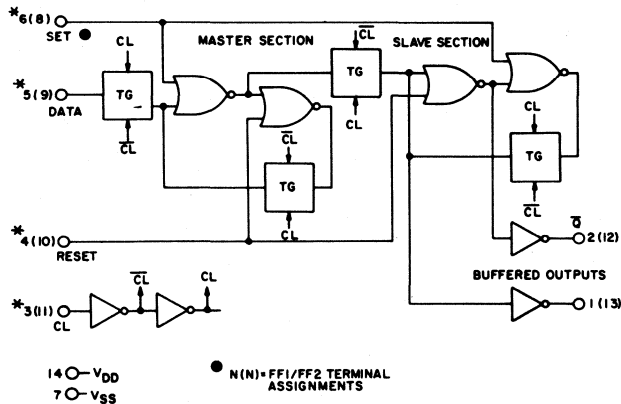 *6(8)
SET
CL
MASTER SECTION
CL
SLAVE SECTION
*5(9)
DATA
TG
CL
TG
CL
CL
TG
CL
CL
TG
CL
*4(10)
RESET
Q
2(12)
BUFFERED OUTPUTS
1(13)
*3(11)
CL
CL
CL
14 VDD
7 VSS
N(N)=FF1/FF2 TERMINAL
ASSIGNMENTS